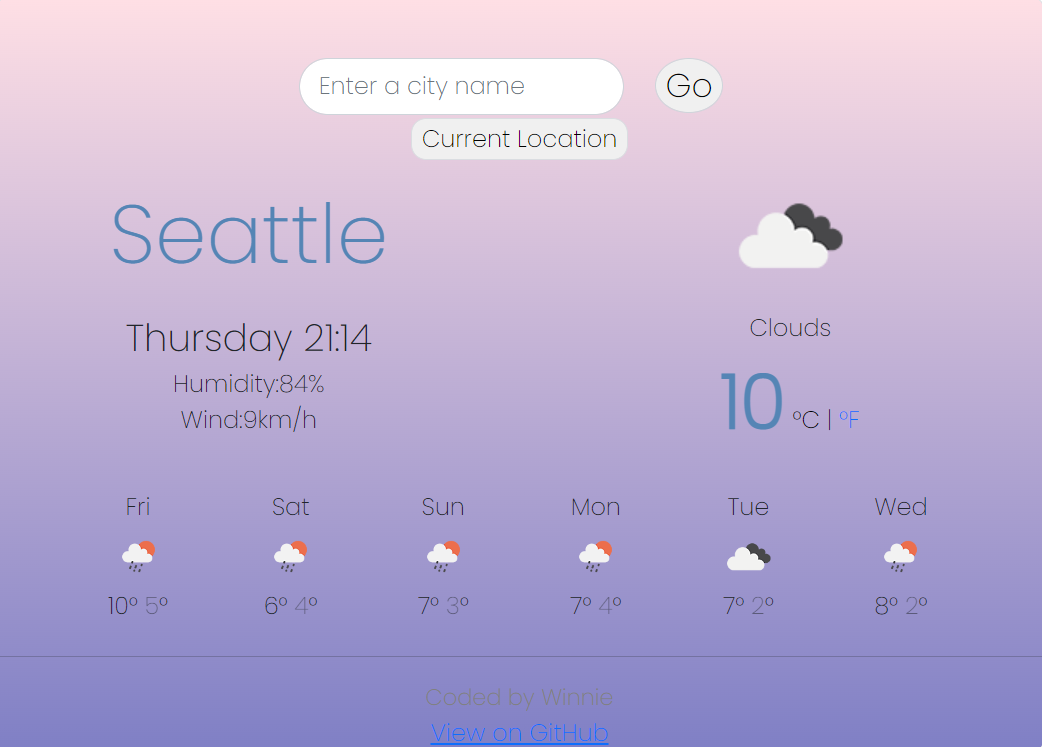 Enter a city name Go
Current Location
Seattle
Thursday 21:14
Humidity:84%
Wind:9km/h
Clouds
10 ºC | ºF
Fri Sat Sun Mon Tue Wed
10º 5º 6º 4º 7º 3º 7º 4º 7º 2º 8º 2º
Coded by Winnie
View on GitHub